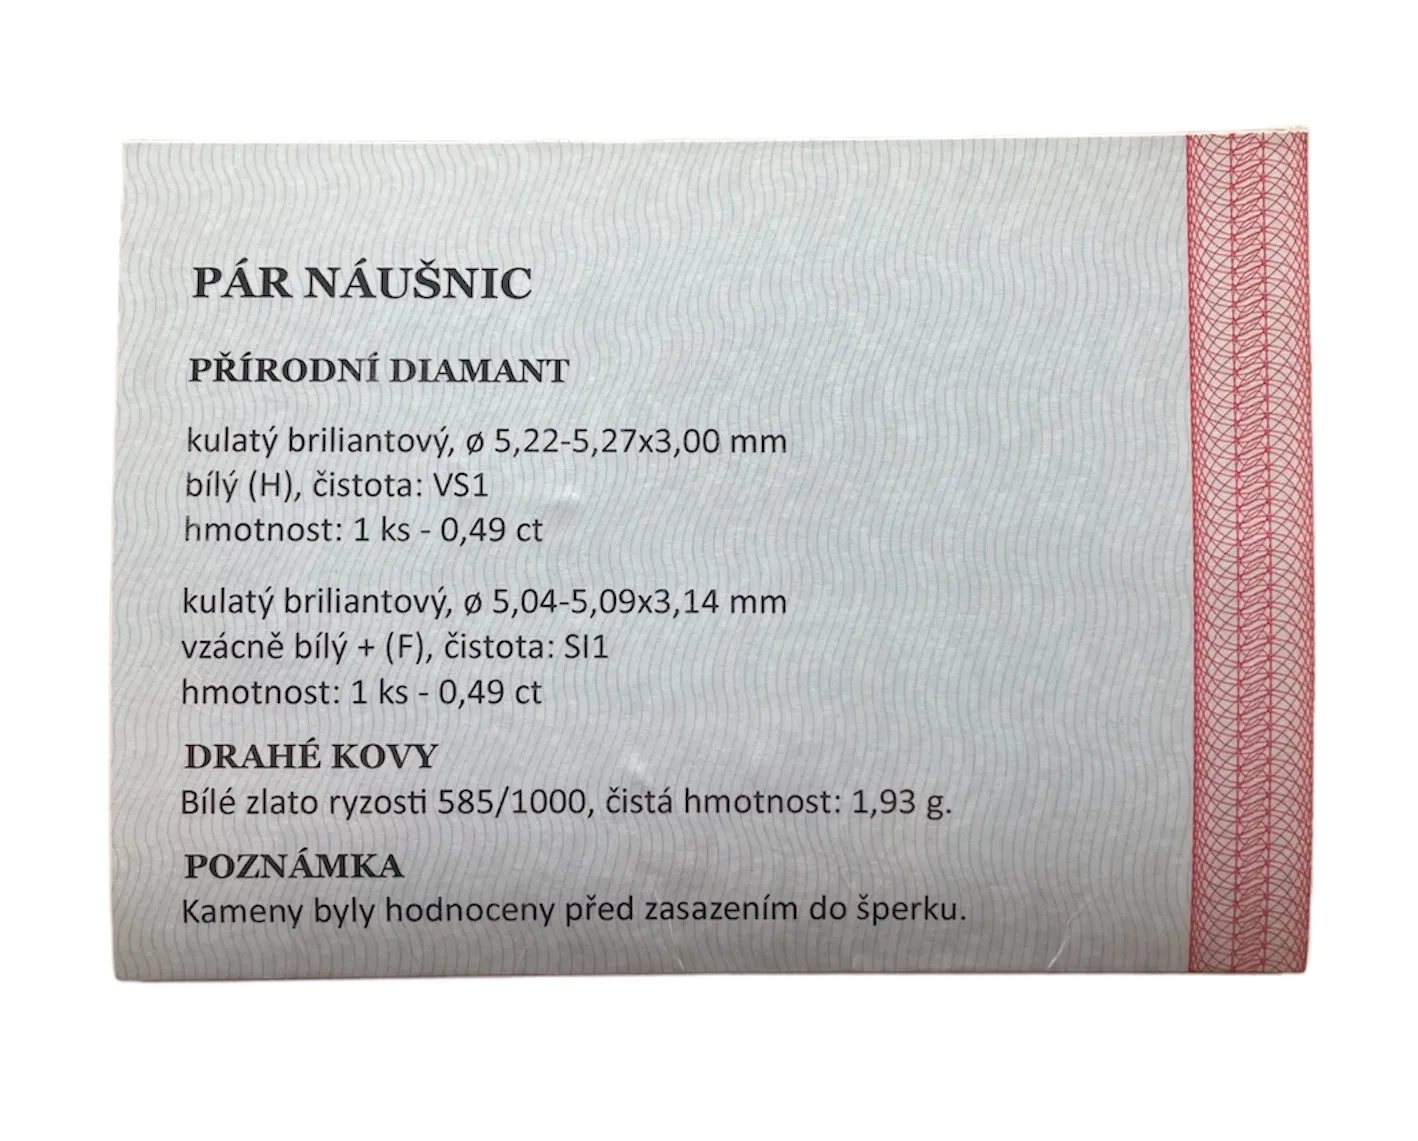 PÁR NÁUŠNIC
PŘÍRODNÍ DIAMANT
kulatý briliantový, ø 5,22-5,27x3,00 mm
bílý (H), čistota: VS1
hmotnost: 1 ks - 0,49 ct
kulatý briliantový, ø 5,04-5,09x3,14 mm
vzácně bílý + (F), čistota: SI1
hmotnost: 1 ks - 0,49 ct
DRAHÉ KOVY
Bílé zlato ryzosti 585/1000, čistá hmotnost: 1,93 g.
POZNÁMKA
Kameny byly hodnoceny před zasazením do šperku.